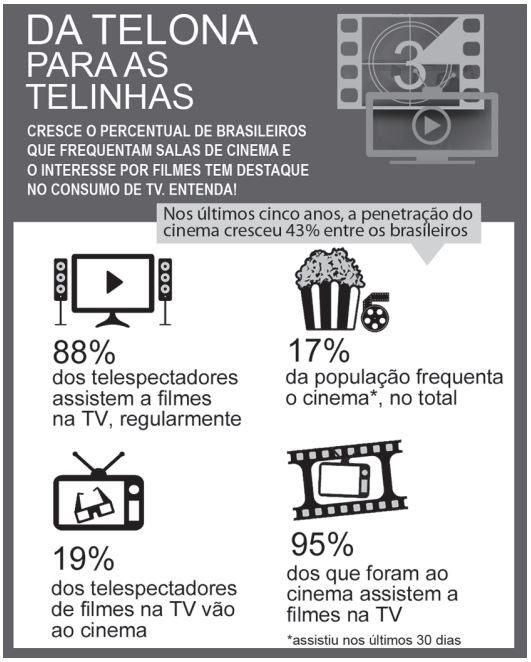 DA TELONA
PARA AS
TELINHAS
CRESCE O PERCENTUAL DE BRASILEIROS
QUE FREQUENTAM SALAS DE CINEMA E
O INTERESSE POR FILMES TEM DESTAQUE
NO CONSUMO DE TV. ENTENDA!
3
Nos últimos cinco anos, a penetração do
cinema cresceu 43% entre os brasileiros
88%
dos telespectadores
assistem a filmes
na TV, regularmente
17%
da população frequenta
o cinema*, no total
19%
dos telespectadores
de filmes na TV vão
ao cinema
95%
dos que foram ao
cinema assistem a
filmes na TV
*assistiu nos últimos 30 dias